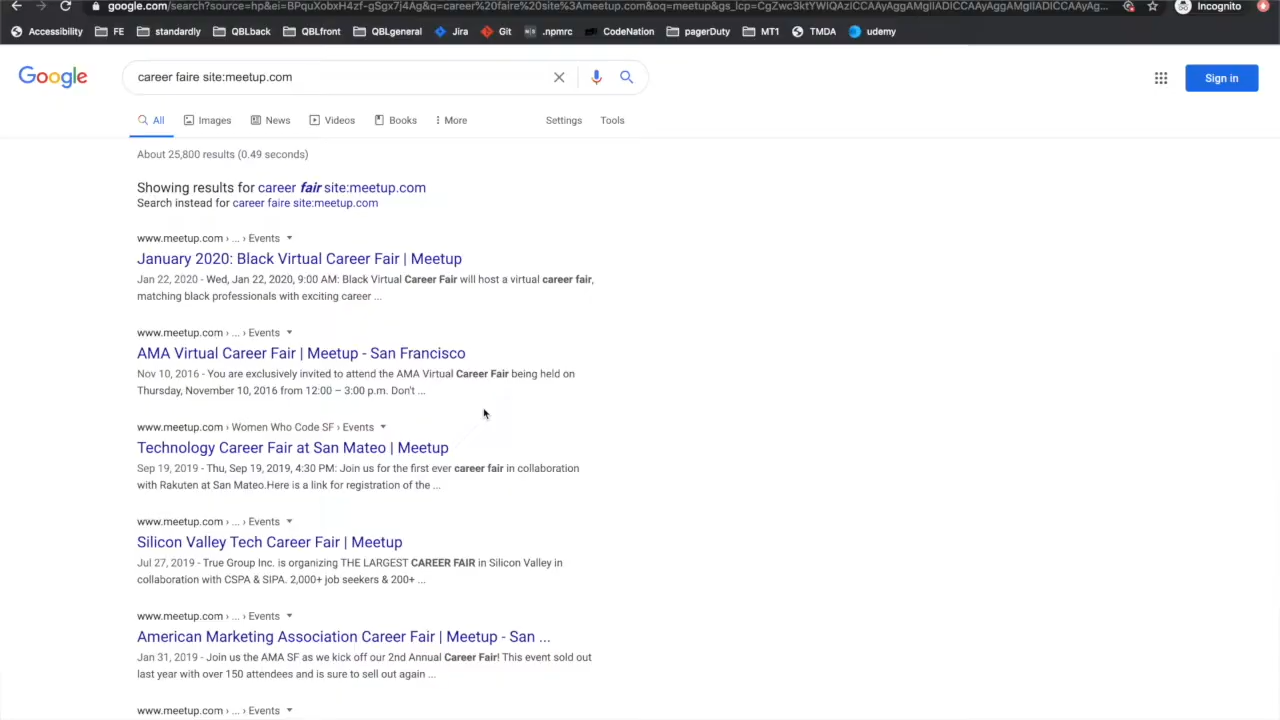 google.com/search?source=hp&ei=BPquXobxH4zf-gSgx7j4Ag&q=career%20faire%20site%3Ameetup.com&oq=meetup&gs_lcp=
Incognito
Accessibility FE standardly QBLback QBLfront QBLgeneral Jira Git .npmrc CodeNation pagerDuty MT1 TMDA udemy
Google
career faire site:meetup.com
Sign in
All Images News Videos Books More Settings Tools
About 25,800 results (0.49 seconds)
Showing results for career fair site:meetup.com
Search instead for career faire site:meetup.com
www.meetup.com › ... › Events
January 2020: Black Virtual Career Fair | Meetup
Jan 22, 2020 - Wed, Jan 22, 2020, 9:00 AM: Black Virtual Career Fair will host a virtual career fair,
matching black professionals with exciting career ...
www.meetup.com › ... › Events
AMA Virtual Career Fair | Meetup - San Francisco
Nov 10, 2016 - You are exclusively invited to attend the AMA Virtual Career Fair being held on
Thursday, November 10, 2016 from 12:00 – 3:00 p.m. Don't ...
www.meetup.com › Women Who Code SF › Events
Technology Career Fair at San Mateo | Meetup
Sep 19, 2019 - Thu, Sep 19, 2019, 4:30 PM: Join us for the first ever career fair in collaboration
with Rakuten at San Mateo.Here is a link for registration of the ...
www.meetup.com › ... › Events
Silicon Valley Tech Career Fair | Meetup
Jul 27, 2019 - True Group Inc. is organizing THE LARGEST CAREER FAIR in Silicon Valley in
collaboration with CSPA & SIPA. 2,000+ job seekers & 200+ ...
www.meetup.com › ... › Events
American Marketing Association Career Fair | Meetup - San ...
Jan 31, 2019 - Join us the AMA SF as we kick off our 2nd Annual Career Fair! This event sold out
last year with over 150 attendees and is sure to sell out again ...
www.meetup.com › ... › Events